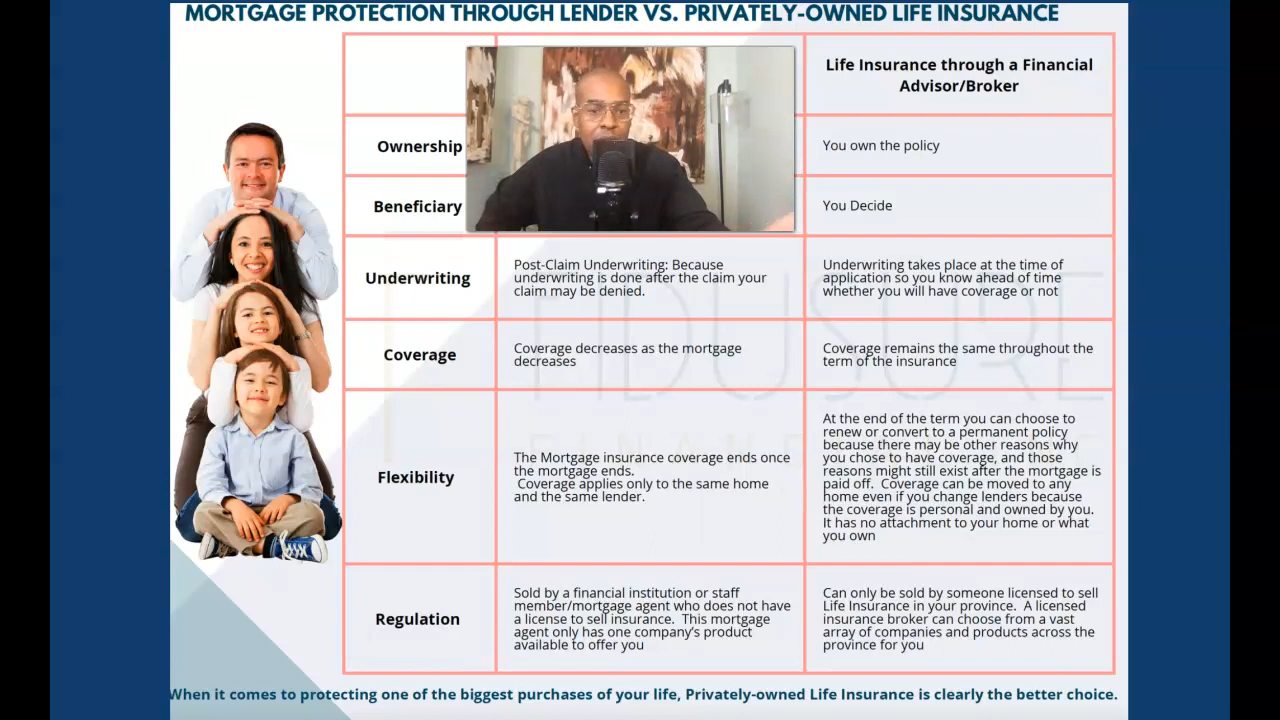 MORTGAGE PROTECTION THROUGH LENDER VS. PRIVATELY-OWNED LIFE INSURANCE
Life Insurance through a Financial
Advisor/Broker
Ownership
You own the policy
Beneficiary
You Decide
Underwriting
Post-Claim Underwriting: Because
underwriting is done after the claim your
claim may be denied.
Underwriting takes place at the time of
application so you know ahead of time
whether you will have coverage or not
Coverage
Coverage decreases as the mortgage
decreases
Coverage remains the same throughout the
term of the insurance
Flexibility
The Mortgage insurance coverage ends once
the mortgage ends.
Coverage applies only to the same home
and the same lender.
At the end of the term you can choose to
renew or convert to a permanent policy
because there may be other reasons why
you chose to have coverage, and those
reasons might still exist after the mortgage is
paid off. Coverage can be moved to any
home even if you change lenders because
the coverage is personal and owned by you.
It has no attachment to your home or what
you own
Regulation
Sold by a financial institution or staff
member/mortgage agent who does not have
a license to sell insurance. This mortgage
agent only has one company's product
available to offer you
Can only be sold by someone licensed to sell
Life Insurance in your province. A licensed
insurance broker can choose from a vast
array of companies and products across the
province for you
When it comes to protecting one of the biggest purchases of your life, Privately-owned Life Insurance is clearly the better choice.